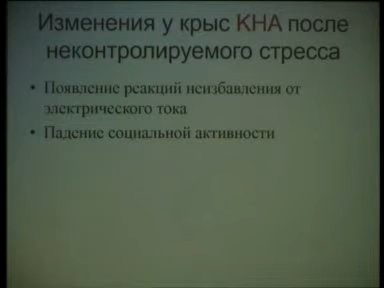 Изменения у крыс КНА после
неконтролируемого стресса
• Появление реакций неизбавления от
электрического тока
• Падение социальной активности